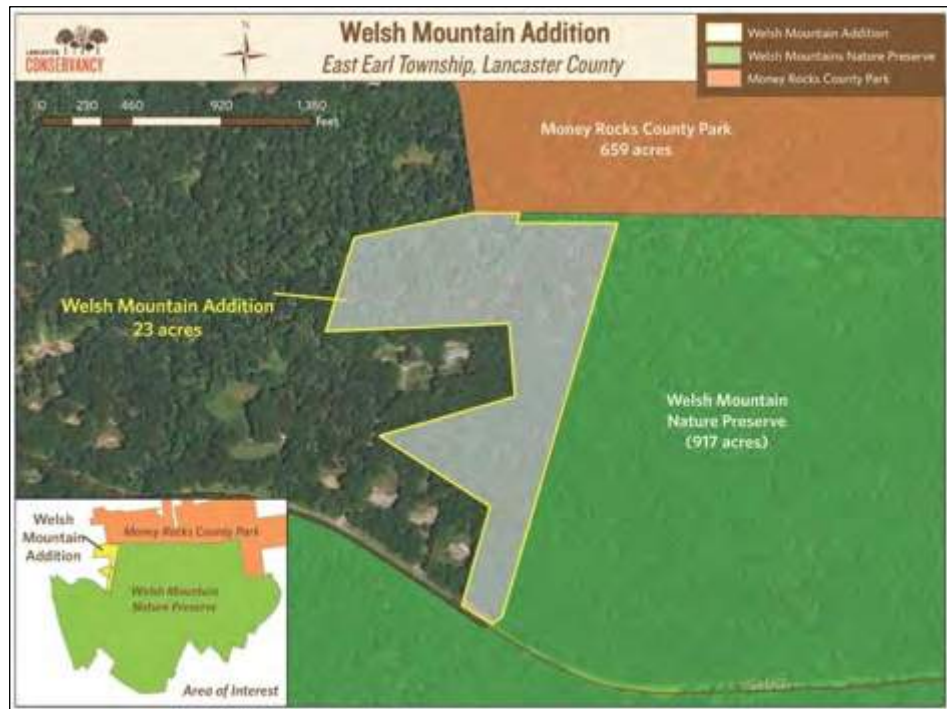 LANCASTER
CONSERVANCY
N
Welsh Mountain Addition
East Earl Township, Lancaster County
Welsh Mountain Addition
Welsh Mountains Nature Preserve
Money Rocks County Park
0 230 460 920 1,380
Feet
Money Rocks County Park
659 acres
Welsh Mountain Addition
23 acres
Welsh Mountain
Nature Preserve
(917 acres)
Welsh
Mountain
Addition
Money Rocks County Park
Welsh Mountain
Nature Preserve
Area of Interest